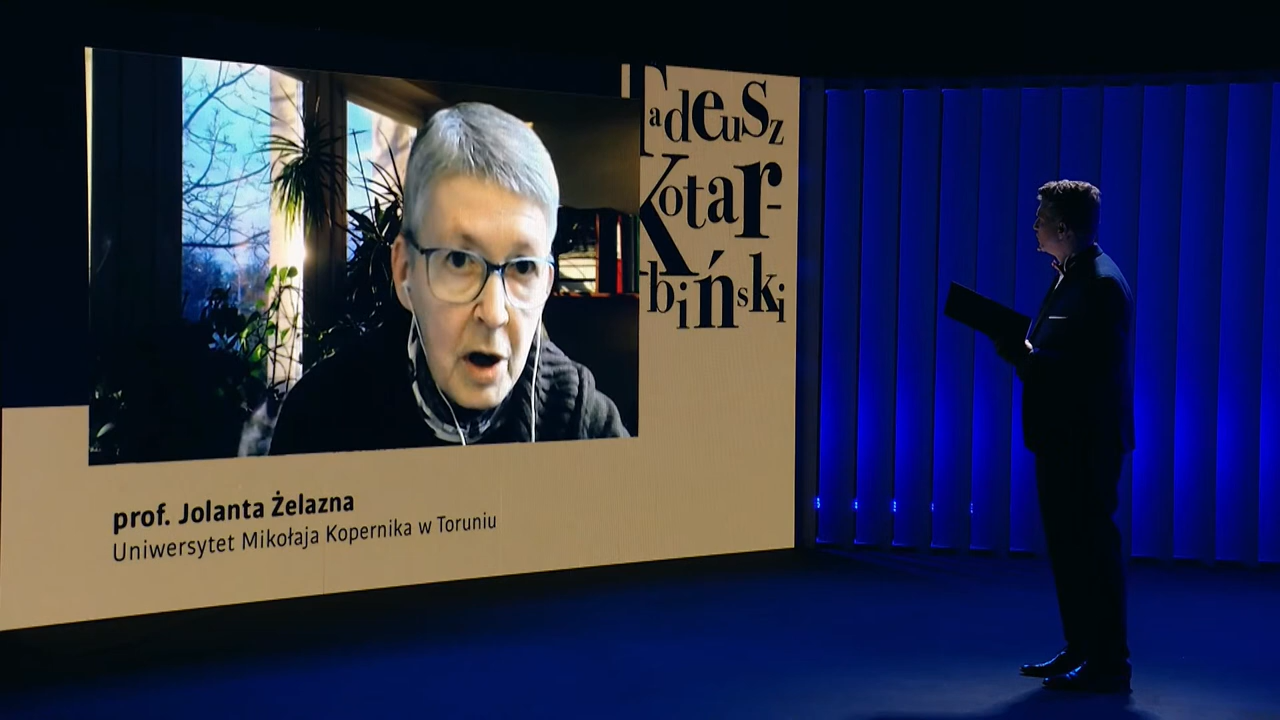 Tadeusz
Kotar-
biński
prof. Jolanta Żelazna
Uniwersytet Mikołaja Kopernika w Toruniu